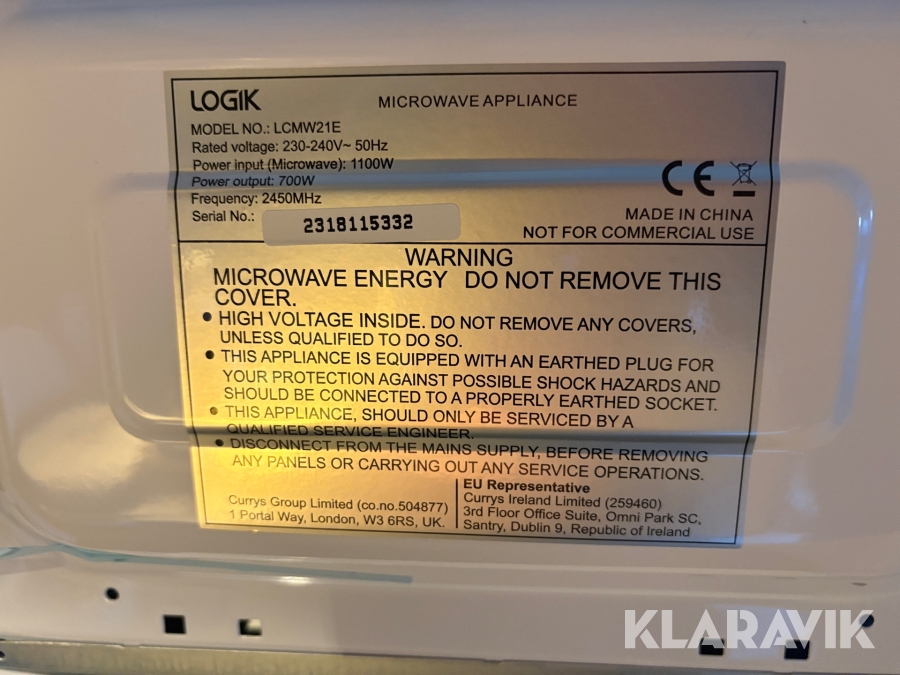 LOGIK
MICROWAVE APPLIANCE
MODEL NO.: LCMW21E
Rated voltage: 230-240V~ 50Hz
Power input (Microwave): 1100W
Power output: 700W
Frequency: 2450MHz
Serial No.: 2318115332
CE
MADE IN CHINA
NOT FOR COMMERCIAL USE
WARNING
MICROWAVE ENERGY DO NOT REMOVE THIS
COVER.
● HIGH VOLTAGE INSIDE. DO NOT REMOVE ANY COVERS,
UNLESS QUALIFIED TO DO SO.
● THIS APPLIANCE IS EQUIPPED WITH AN EARTHED PLUG FOR
YOUR PROTECTION AGAINST POSSIBLE SHOCK HAZARDS AND
SHOULD BE CONNECTED TO A PROPERLY EARTHED SOCKET.
● THIS APPLIANCE, SHOULD ONLY BE SERVICED BY A
QUALIFIED SERVICE ENGINEER.
● DISCONNECT FROM THE MAINS SUPPLY, BEFORE REMOVING
ANY PANELS OR CARRYING OUT ANY SERVICE OPERATIONS.
Currys Group Limited (co.no.504877)
1 Portal Way, London, W3 6RS, UK.
EU Representative
Currys Ireland Limited (259460)
3rd Floor Office Suite, Omni Park SC,
Santry, Dublin 9, Republic of Ireland
KLARAVIK